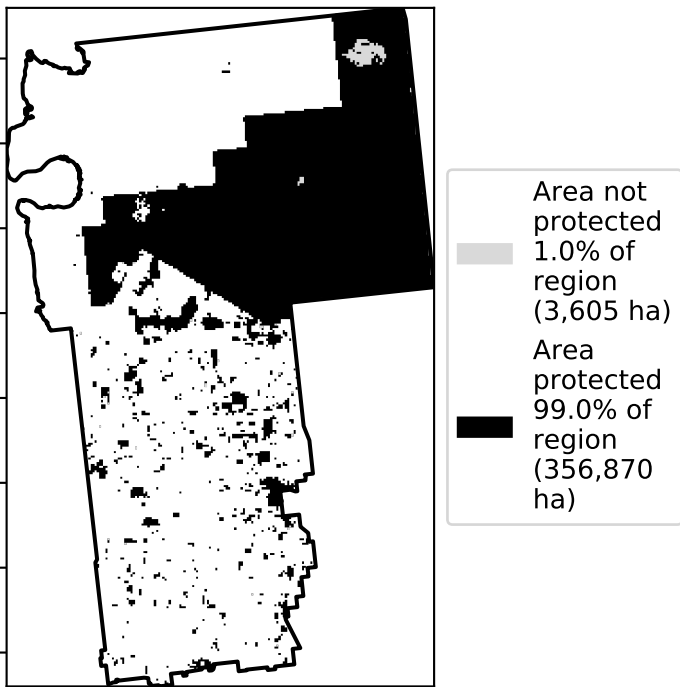 Area not
protected
1.0% of
region
(3,605 ha)
Area
protected
99.0% of
region
(356,870
ha)